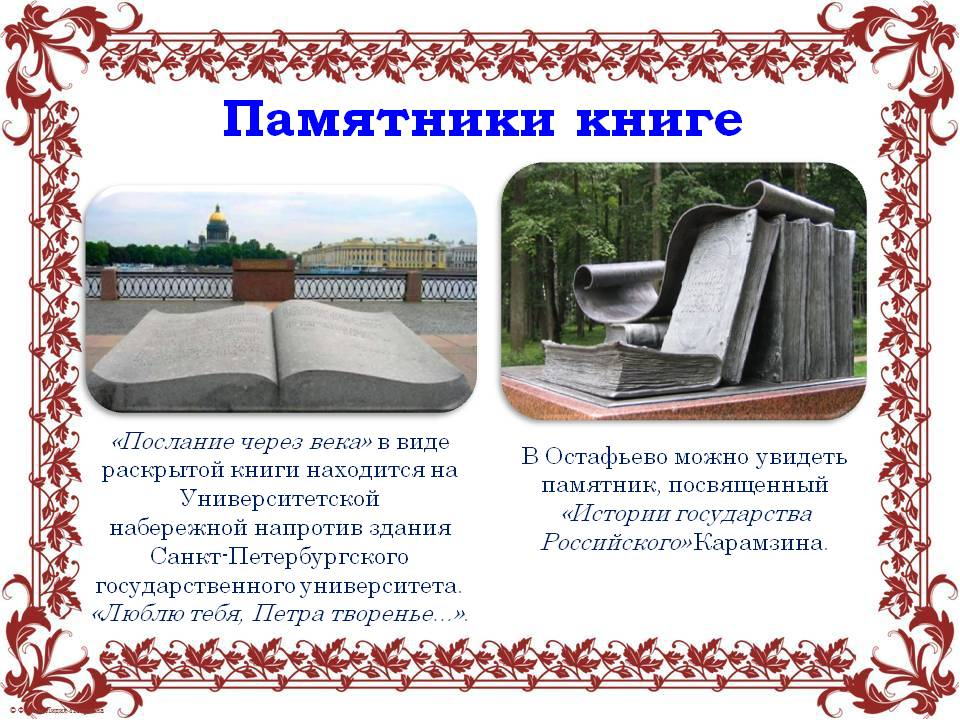 Памятники книге
«Послание через века» в виде
раскрытой книги находится на
Университетской
набережной напротив здания
Санкт-Петербургского
государственного университета.
«Люблю тебя, Петра творенье...».
В Остафьево можно увидеть
памятник, посвященный
«Истории государства
Российского» Карамзина.